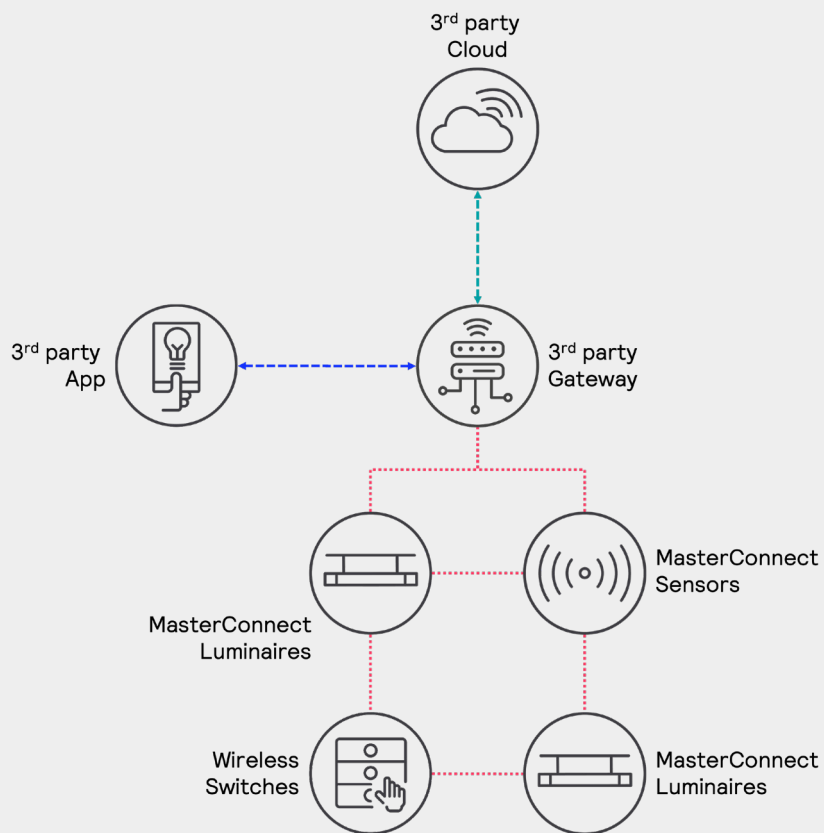 3rd party
Cloud
3rd party
App
3rd party
Gateway
MasterConnect
Sensors
MasterConnect
Luminaires
Wireless
Switches
MasterConnect
Luminaires